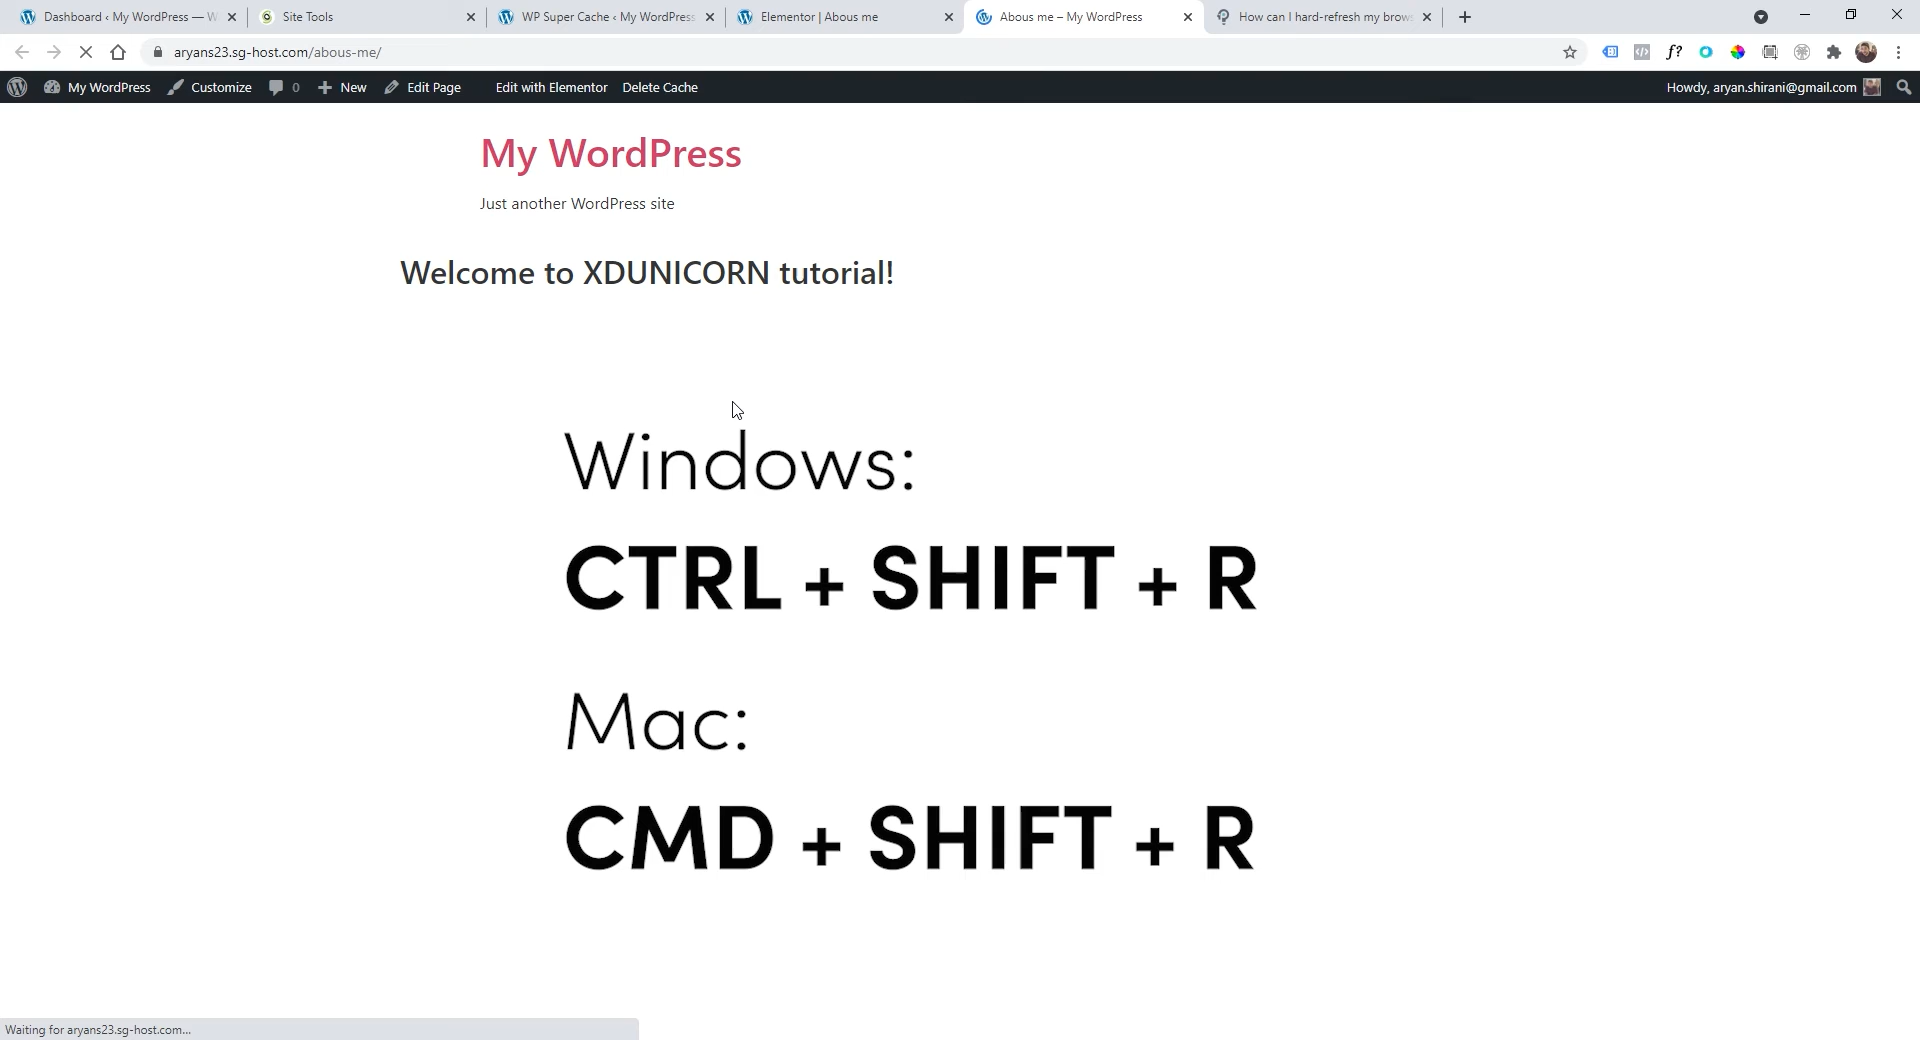 Dashboard ‹ My WordPress — W
Site Tools
WP Super Cache ‹ My WordPress
Elementor | Abous me
Abous me – My WordPress
How can I hard-refresh my brows
aryans23.sg-host.com/abous-me/
f?
My WordPress
Customize
0
New
Edit Page
Edit with Elementor
Delete Cache
Howdy, aryan.shirani@gmail.com
My WordPress
Just another WordPress site
Welcome to XDUNICORN tutorial!
Windows:
CTRL + SHIFT + R
Mac:
CMD + SHIFT + R
Waiting for aryans23.sg-host.com...